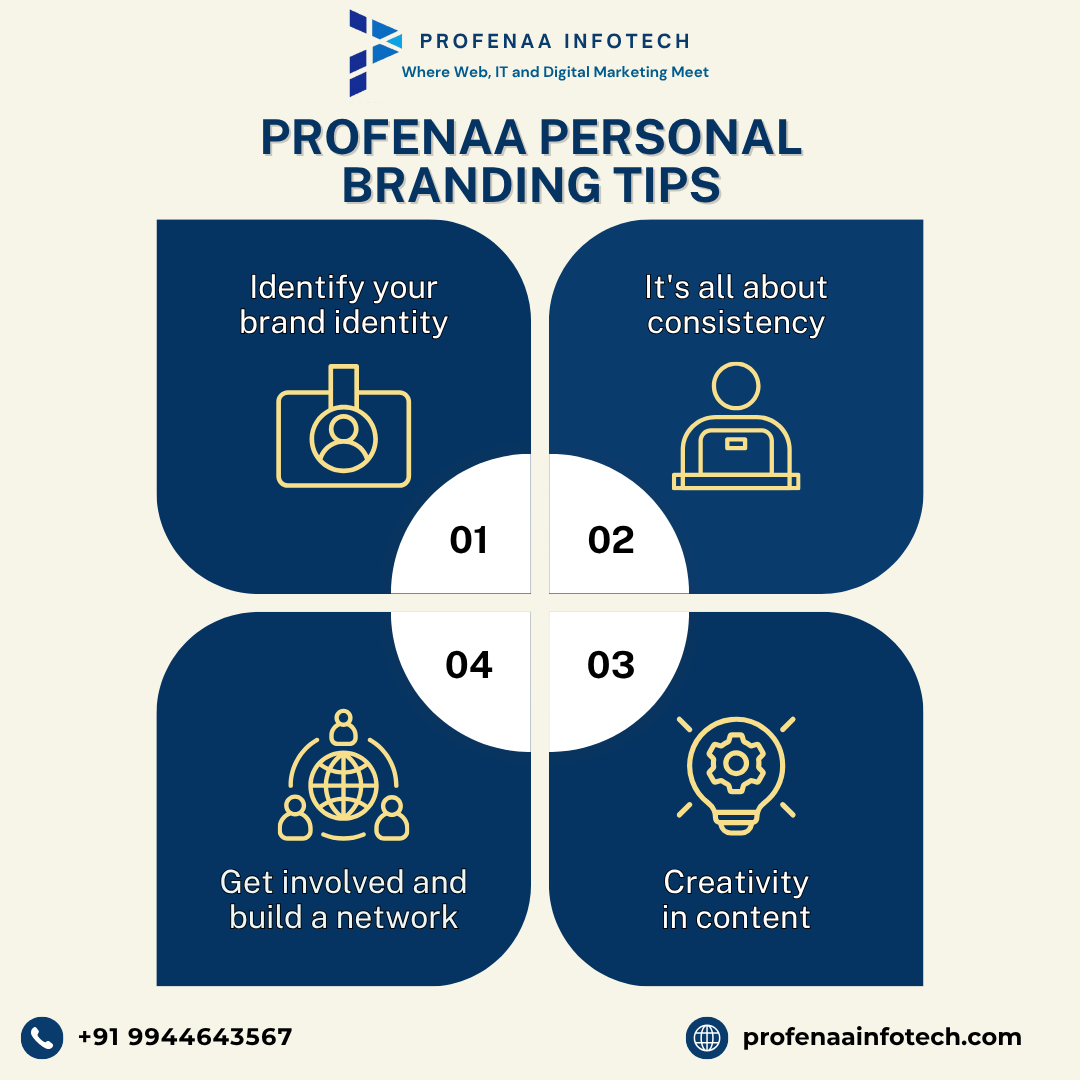 PROFENAA INFOTECH
Where Web, IT and Digital Marketing Meet
PROFENAA PERSONAL
BRANDING TIPS
Identify your
brand identity
01
It's all about
consistency
02
04
Get involved and
build a network
03
Creativity
in content
+91 9944643567
profenaainfotech.com